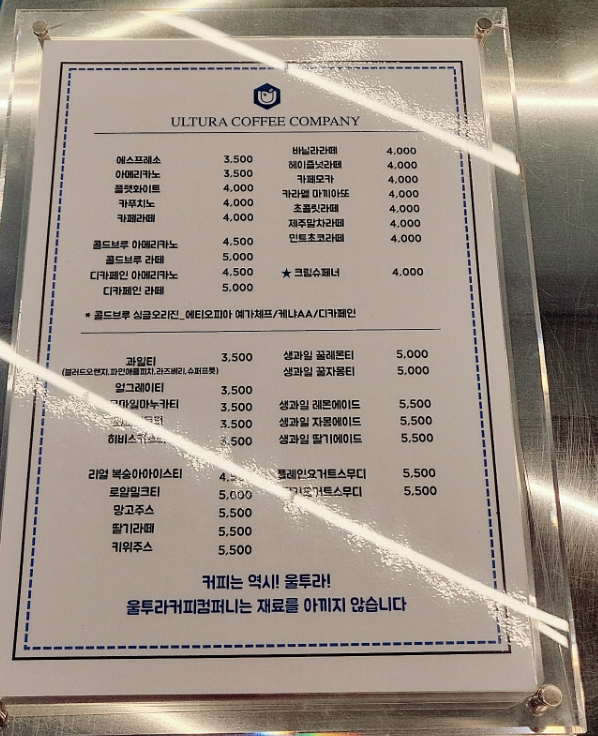 ULTURA COFFEE COMPANY
에스프레소 3,500
아메리카노 3,500
플랫화이트 4,000
카푸치노 4,000
카페라떼 4,000
콜드브루 아메리카노 4,500
콜드브루 라떼 5,000
디카페인 아메리카노 4,500
디카페인 라떼 5,000
바닐라라떼 4,000
헤이즐넛라떼 4,000
카페모카 4,000
카라멜 마끼아또 4,000
초콜릿라떼 4,000
제주말차라떼 4,000
민트초코라떼 4,000
★ 크림슈페너 4,000
* 콜드브루 싱글오리진_에티오피아 예가체프/케냐AA/디카페인
과일티 3,500
(블러드오렌지,파인애플피치,라즈베리,슈퍼프룻)
얼그레이티 3,500
3,500
3,500
3,500
리얼 복숭아아이스티
로얄밀크티 5,000
망고주스 5,500
딸기라떼 5,500
키위주스 5,500
생과일 꿀레몬티 5,000
생과일 꿀자몽티 5,000
생과일 레몬에이드 5,500
생과일 자몽에이드 5,500
생과일 딸기에이드 5,500
플레인요거트스무디 5,500
5,500
커피는 역시! 울투라!
울투라커피컴퍼니는 재료를 아끼지 않습니다